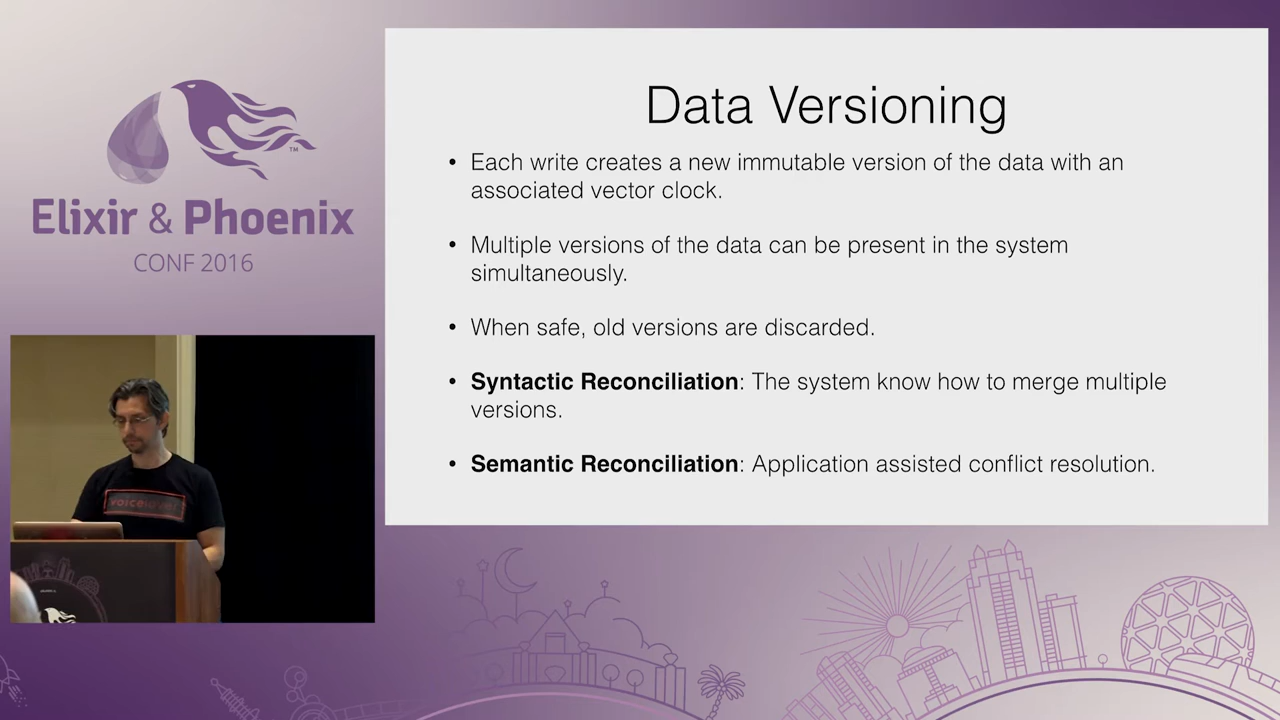 Elixir & Phoenix
TM
CONF 2016
Data Versioning
• Each write creates a new immutable version of the data with an
associated vector clock.
• Multiple versions of the data can be present in the system
simultaneously.
• When safe, old versions are discarded.
• Syntactic Reconciliation: The system know how to merge multiple
versions.
• Semantic Reconciliation: Application assisted conflict resolution.